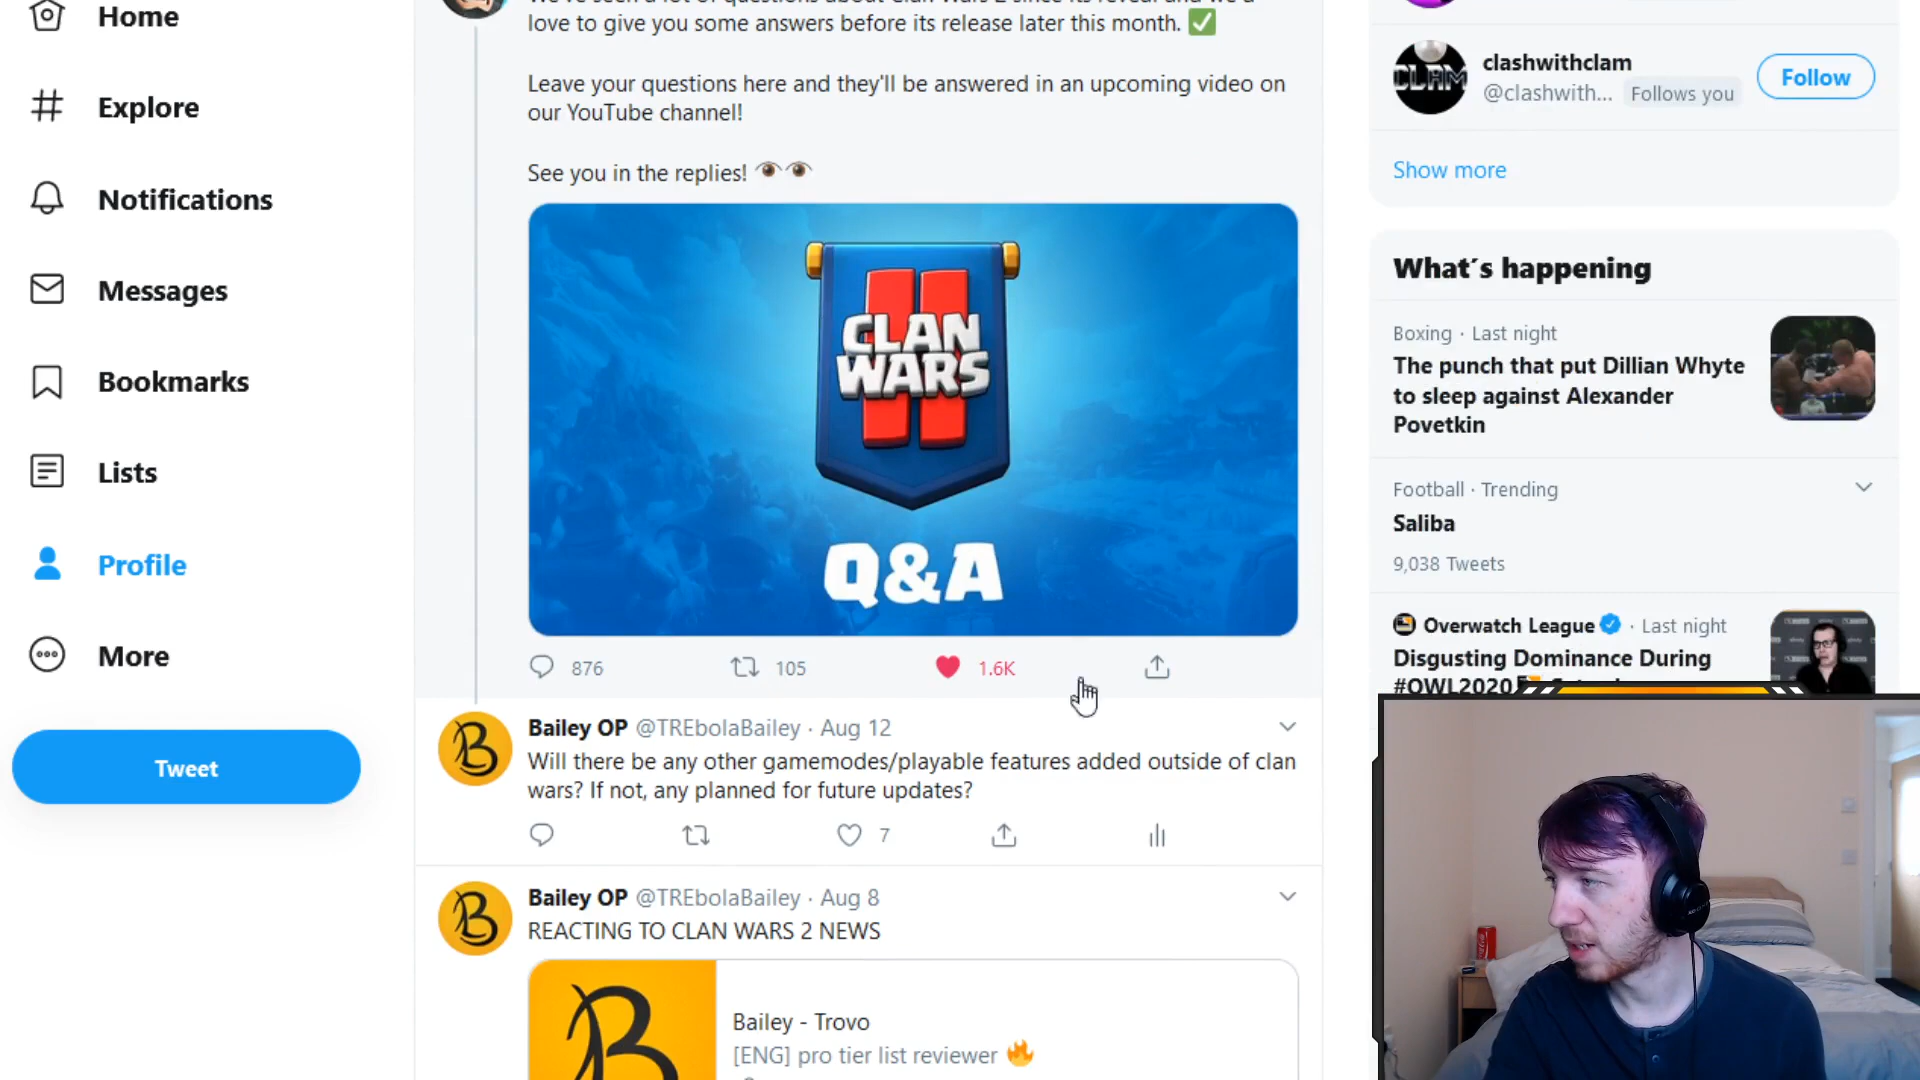 Home
Explore
Notifications
Messages
Bookmarks
Lists
Profile
More
Tweet
love to give you some answers before its release later this month. ✅
Leave your questions here and they'll be answered in an upcoming video on
our YouTube channel!
See you in the replies! 👁👁
CLAN
WARS
II
Q&A
876
105
1.6K
Bailey OP @TREbolaBailey · Aug 12
Will there be any other gamemodes/playable features added outside of clan
wars? If not, any planned for future updates?
7
Bailey OP @TREbolaBailey · Aug 8
REACTING TO CLAN WARS 2 NEWS
Bailey - Trovo
[ENG] pro tier list reviewer 🔥
CLAM
clashwithclam
@clashwith... Follows you
Follow
Show more
What´s happening
Boxing · Last night
The punch that put Dillian Whyte
to sleep against Alexander
Povetkin
Football · Trending
Saliba
9,038 Tweets
Overwatch League · Last night
Disgusting Dominance During
#OWL2020